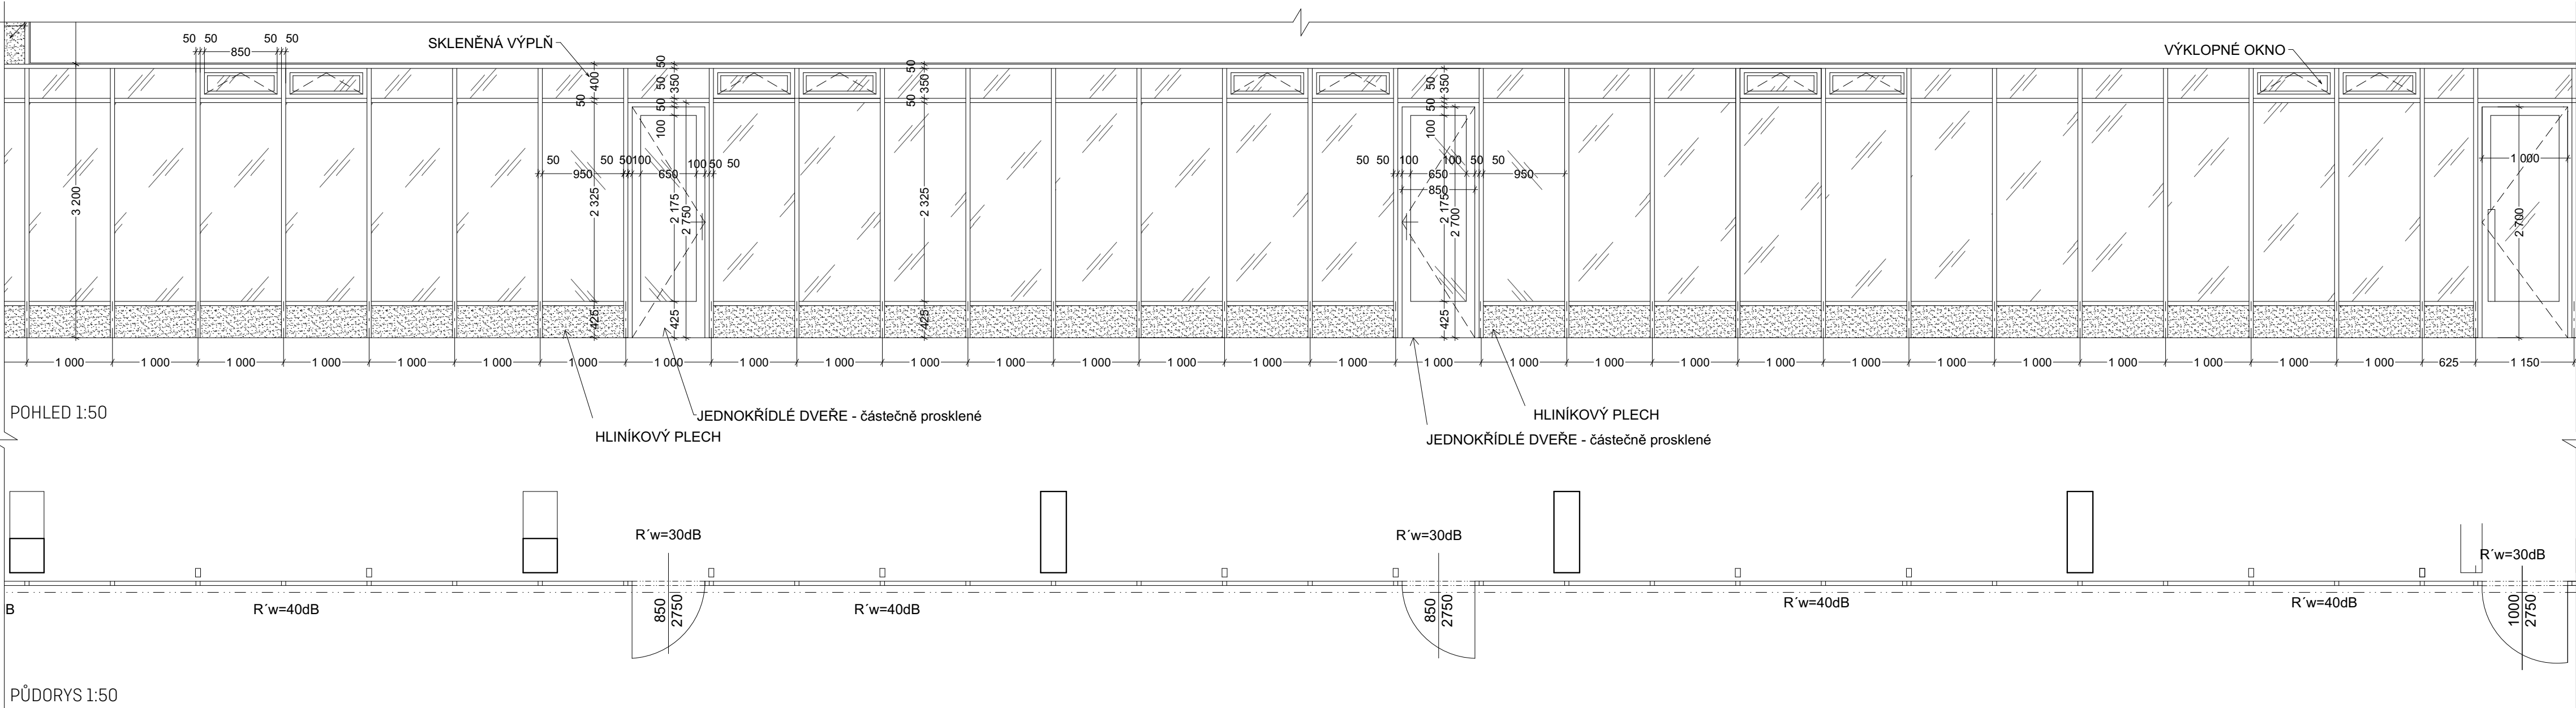 50 50 850 50 50
SKLENĚNÁ VÝPLŇ
VÝKLOPNÉ OKNO
50 400 50 50 350 50
50 350 50
50 350 50
3 200
100
100
50 950 50 50 100 650 100 50 50
50 50 100 650 100 50 50 950
850
1 000
2 325 2 175 2 750
2 325
2 175 2 700
2 700
425 425
425
425
1 000 1 000 1 000 1 000 1 000 1 000 1 000 1 000 1 000 1 000 1 000 1 000 1 000 1 000 1 000 1 000 1 000 1 000 1 000 1 000 1 000 1 000 1 000 1 000 1 000 1 000 1 000 1 000 625 1 150
POHLED 1:50
JEDNOKŘÍDLÉ DVEŘE - částečně prosklené
HLINÍKOVÝ PLECH
HLINÍKOVÝ PLECH
JEDNOKŘÍDLÉ DVEŘE - částečně prosklené
R´w=30dB
R´w=30dB
R´w=30dB
B
R´w=40dB
R´w=40dB
R´w=40dB
R´w=40dB
850
2750
850
2750
1000
2750
PŮDORYS 1:50